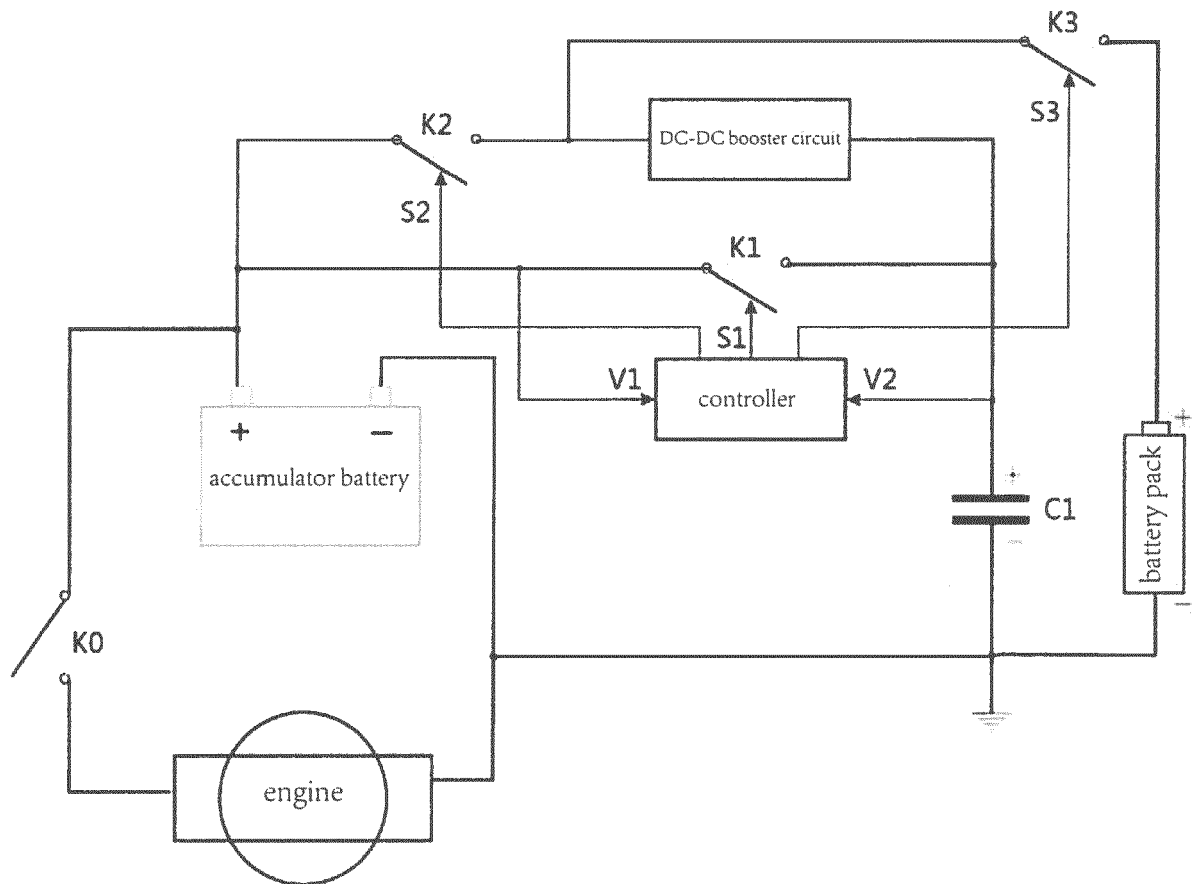 K3
K2
DC-DC booster circuit
S3
S2
K1
S1
V1
controller
V2
+
+ −
accumulator battery
+
C1
−
battery pack
−
K0
engine